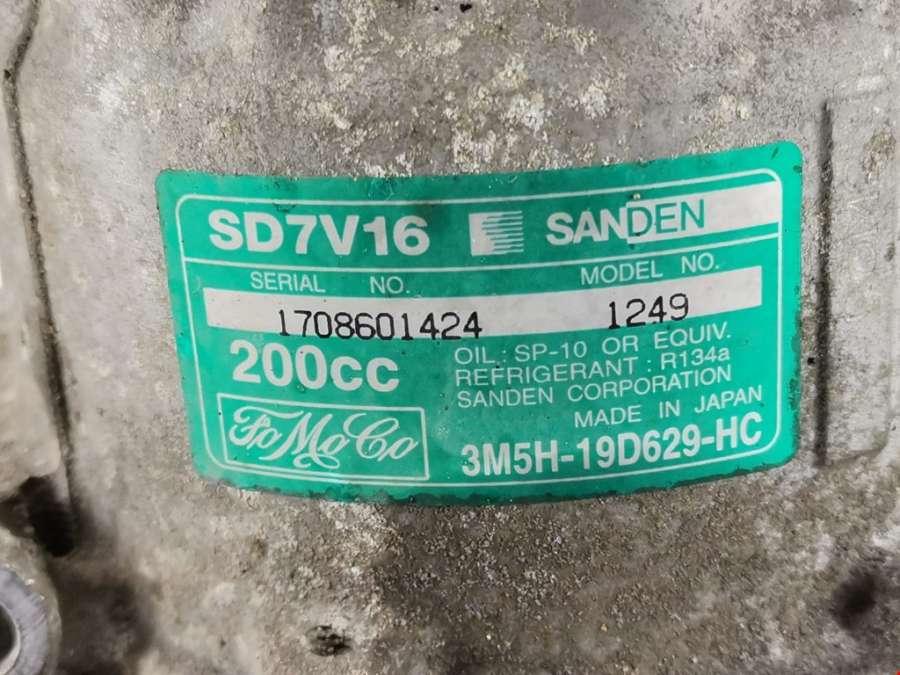 SD7V16 SANDEN
SERIAL NO. MODEL NO.
1708601424 1249
200cc
OIL : SP-10 OR EQUIV.
REFRIGERANT : R134a
SANDEN CORPORATION
MADE IN JAPAN
FoMoCo
3M5H-19D629-HC